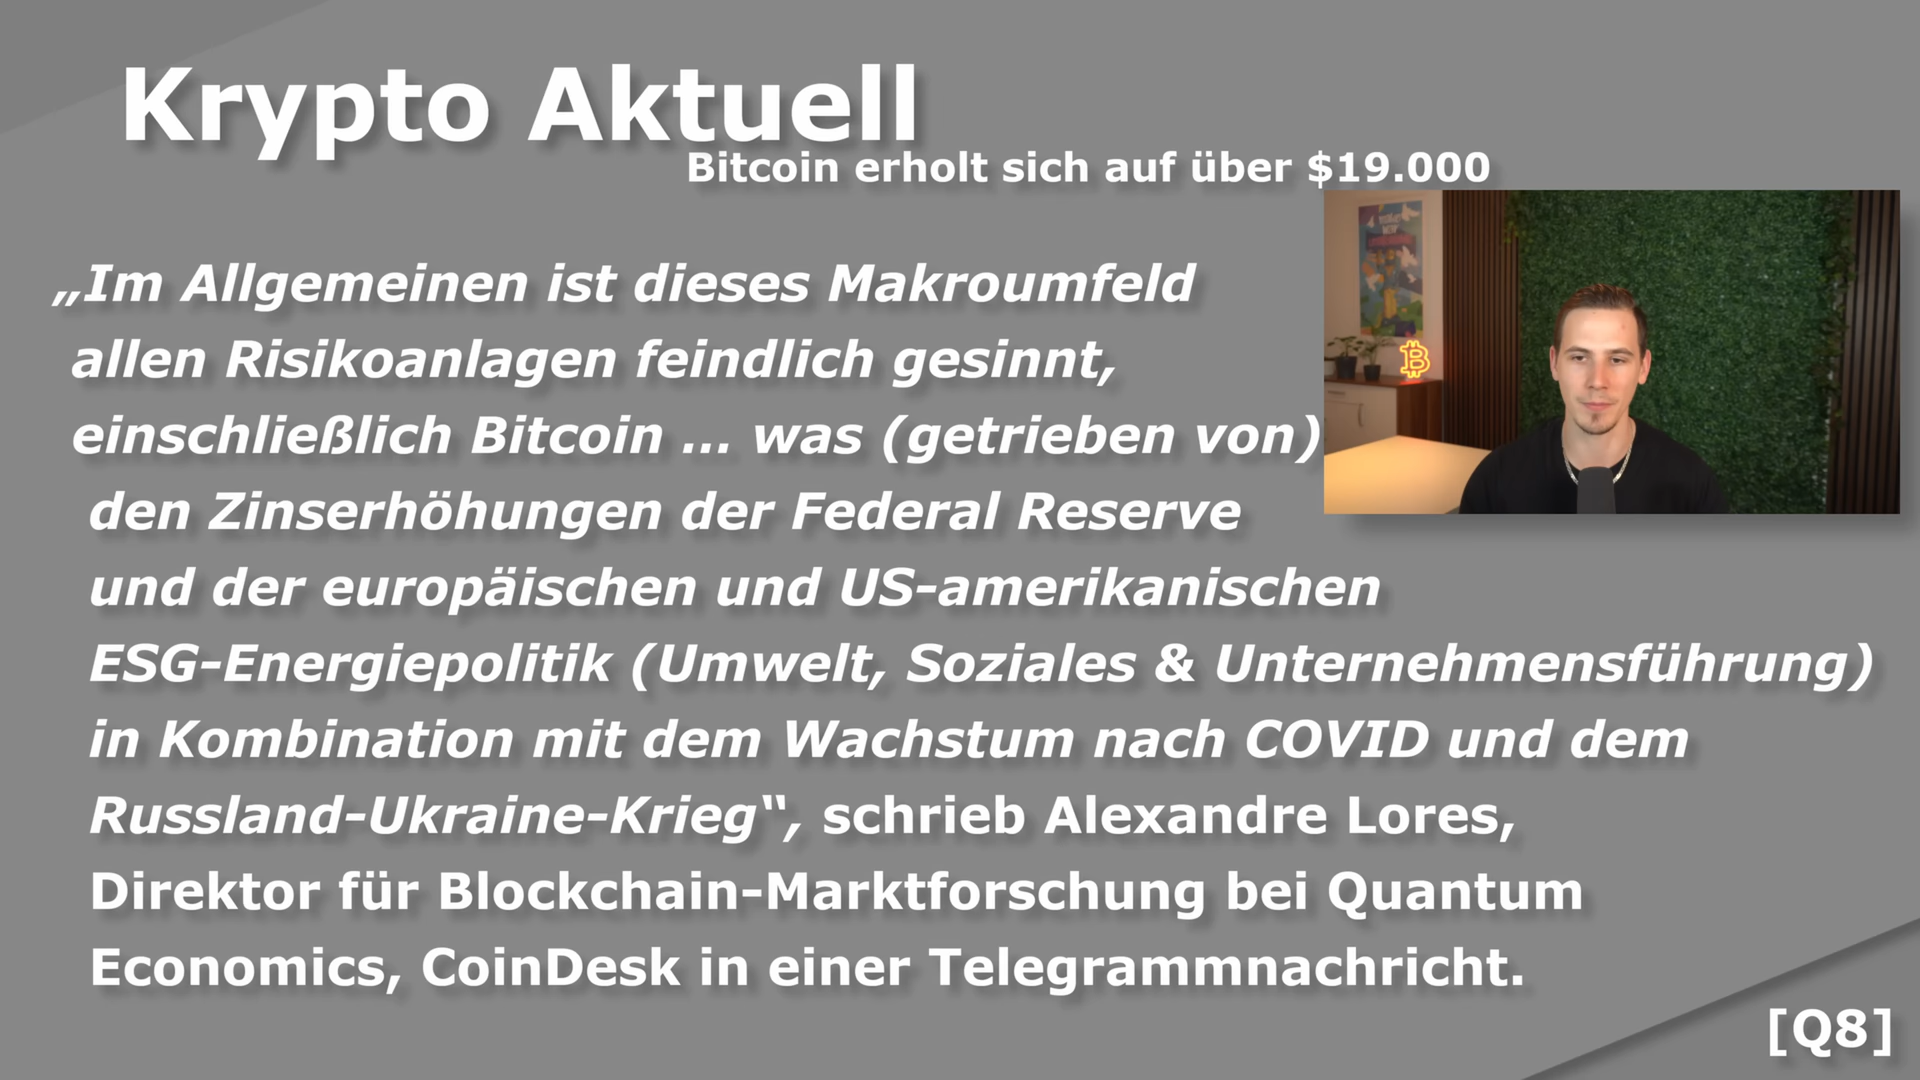 Krypto Aktuell
Bitcoin erholt sich auf über $19.000
„Im Allgemeinen ist dieses Makroumfeld
allen Risikoanlagen feindlich gesinnt,
einschließlich Bitcoin ... was (getrieben von)
den Zinserhöhungen der Federal Reserve
und der europäischen und US-amerikanischen
ESG-Energiepolitik (Umwelt, Soziales & Unternehmensführung)
in Kombination mit dem Wachstum nach COVID und dem
Russland-Ukraine-Krieg“, schrieb Alexandre Lores,
Direktor für Blockchain-Marktforschung bei Quantum
Economics, CoinDesk in einer Telegrammnachricht.
[Q8]